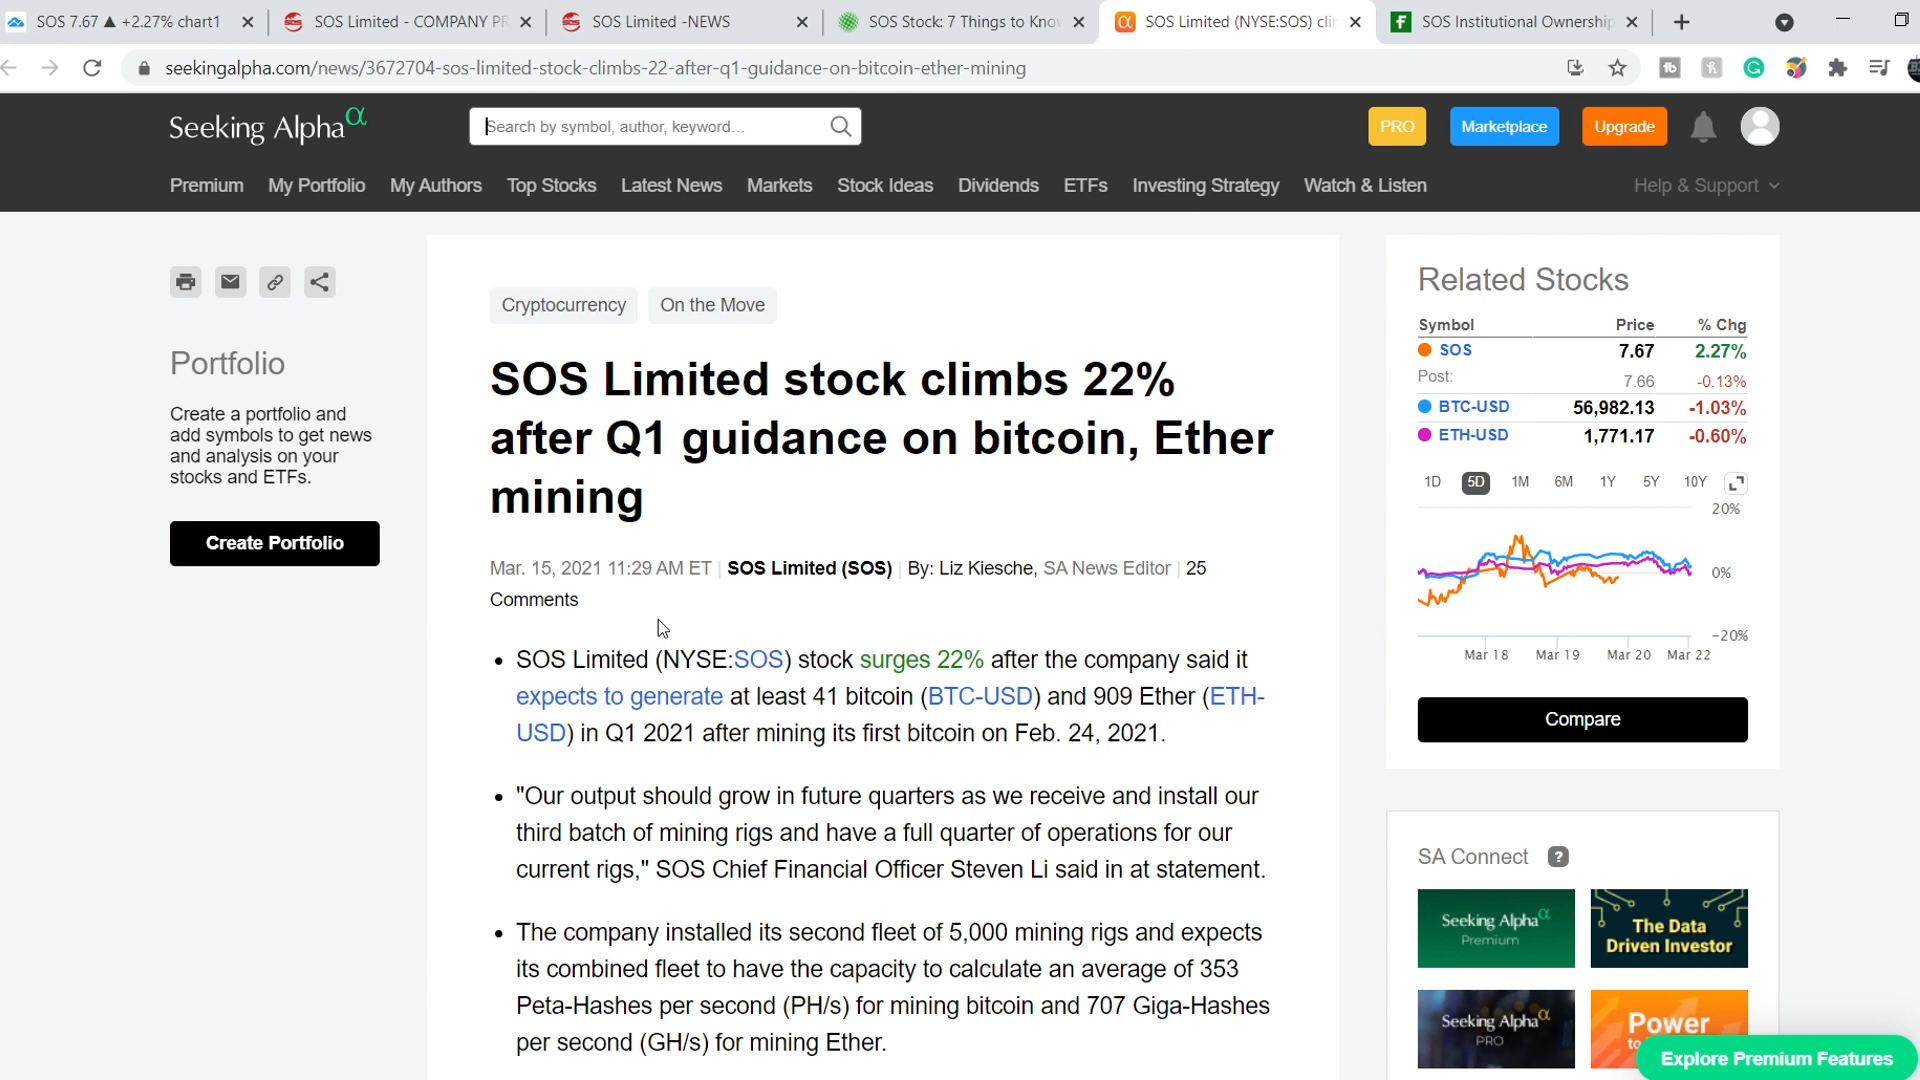 SOS 7.67 ▲ +2.27% chart1
SOS Limited - COMPANY PR
SOS Limited -NEWS
SOS Stock: 7 Things to Know
SOS Limited (NYSE:SOS) clim
SOS Institutional Ownership
seekingalpha.com/news/3672704-sos-limited-stock-climbs-22-after-q1-guidance-on-bitcoin-ether-mining
Seeking Alpha α
Search by symbol, author, keyword...
PRO
Marketplace
Upgrade
Premium My Portfolio My Authors Top Stocks Latest News Markets Stock Ideas Dividends ETFs Investing Strategy Watch & Listen Help & Support
Portfolio
Create a portfolio and
add symbols to get news
and analysis on your
stocks and ETFs.
Create Portfolio
Cryptocurrency On the Move
SOS Limited stock climbs 22%
after Q1 guidance on bitcoin, Ether
mining
Mar. 15, 2021 11:29 AM ET | SOS Limited (SOS) | By: Liz Kiesche, SA News Editor | 25
Comments
• SOS Limited (NYSE:SOS) stock surges 22% after the company said it
expects to generate at least 41 bitcoin (BTC-USD) and 909 Ether (ETH-
USD) in Q1 2021 after mining its first bitcoin on Feb. 24, 2021.
• "Our output should grow in future quarters as we receive and install our
third batch of mining rigs and have a full quarter of operations for our
current rigs," SOS Chief Financial Officer Steven Li said in at statement.
• The company installed its second fleet of 5,000 mining rigs and expects
its combined fleet to have the capacity to calculate an average of 353
Peta-Hashes per second (PH/s) for mining bitcoin and 707 Giga-Hashes
per second (GH/s) for mining Ether.
Related Stocks
Symbol Price % Chg
SOS 7.67 2.27%
Post: 7.66 -0.13%
BTC-USD 56,982.13 -1.03%
ETH-USD 1,771.17 -0.60%
1D 5D 1M 6M 1Y 5Y 10Y
20%
0%
-20%
Mar 18 Mar 19 Mar 20 Mar 22
Compare
SA Connect ?
Seeking Alpha α
Premium
The Data
Driven Investor
Seeking Alpha α
PRO
Power
to
Explore Premium Features